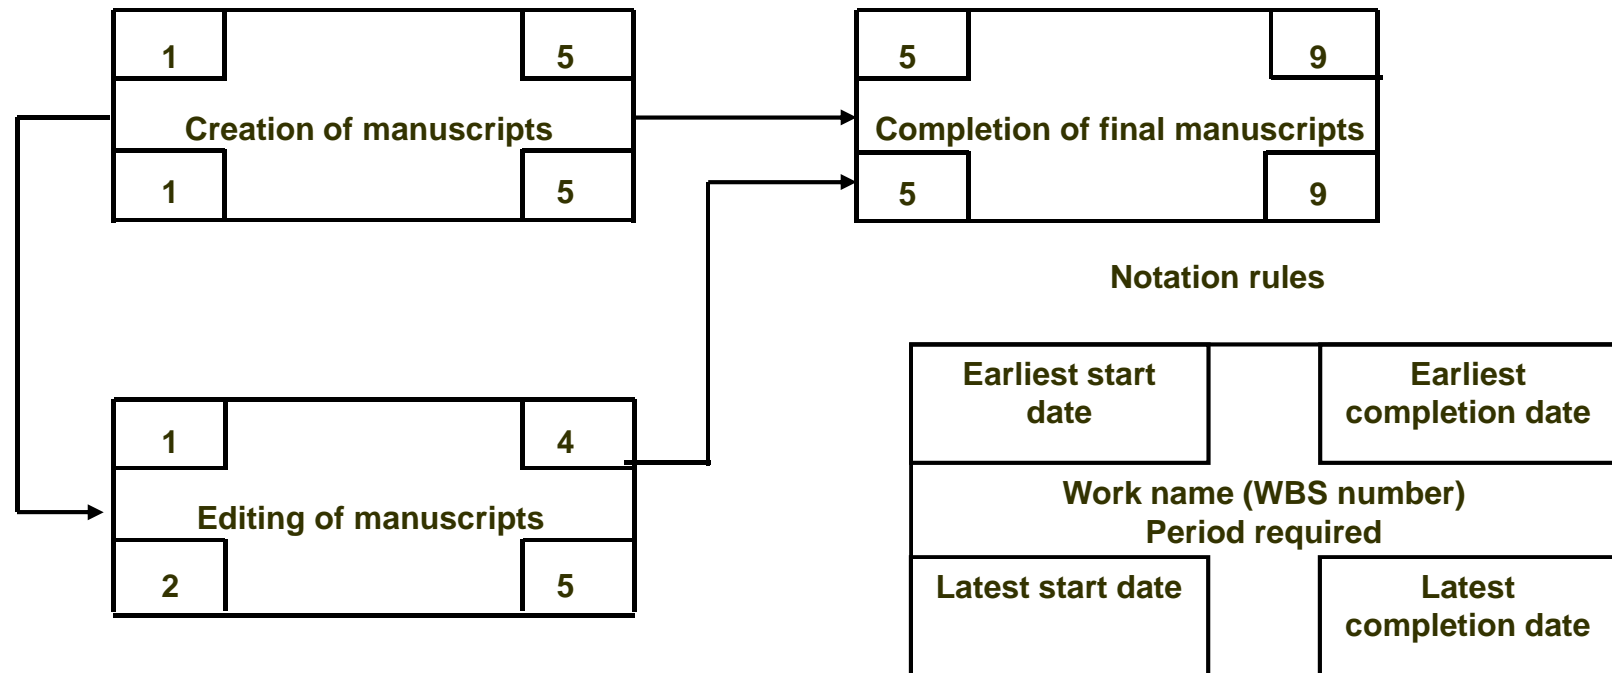 1
5
Creation of manuscripts
1
5
5
9
Completion of final manuscripts
5
9
1
4
Editing of manuscripts
2
5
Notation rules
Earliest start
date
Earliest
completion date
Work name (WBS number)
Period required
Latest start date
Latest
completion date